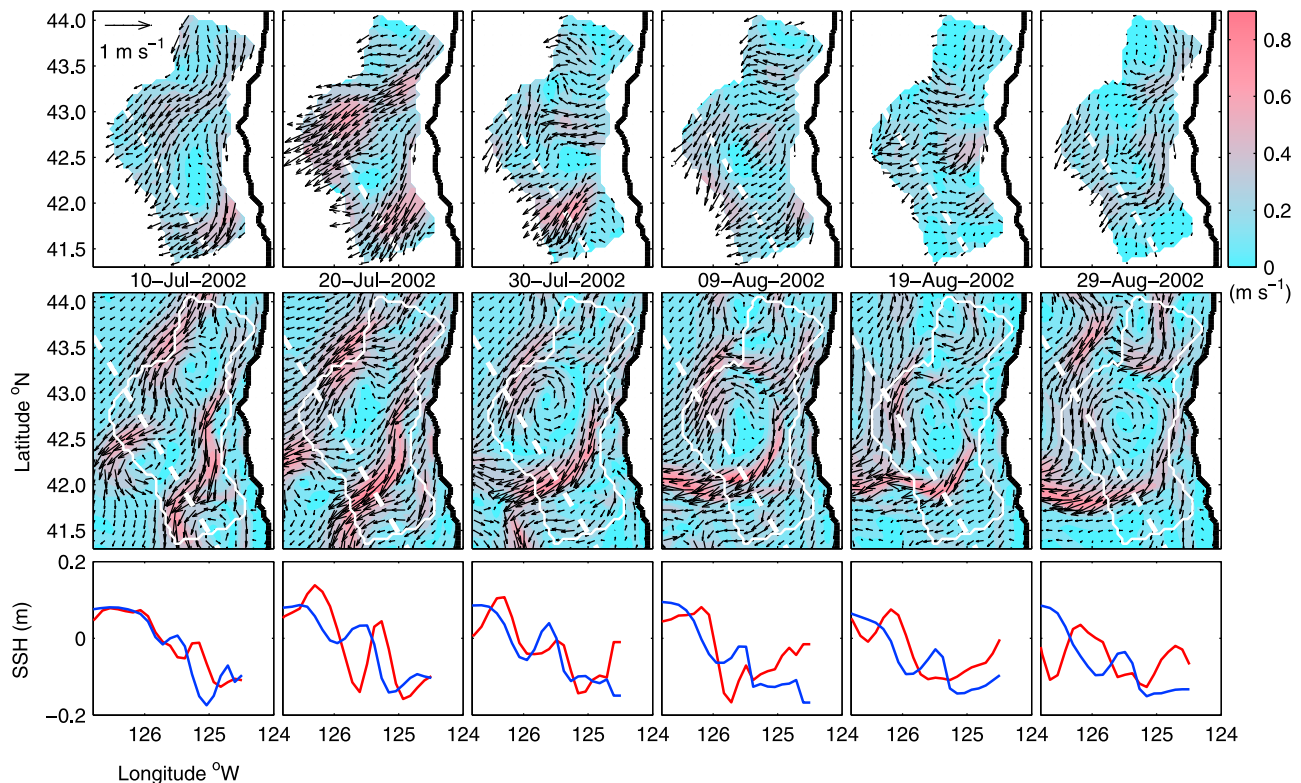 44.0
43.5
43.0
42.5
42.0
41.5
1 m s⁻¹
0.8
0.6
0.4
0.2
0
(m s⁻¹)
10–Jul–2002
20–Jul–2002
30–Jul–2002
09–Aug–2002
19–Aug–2002
29–Aug–2002
44.0
43.5
43.0
42.5
42.0
41.5
Latitude °N
0.2
0
−0.2
SSH (m)
126 125 124 126 125 124 126 125 124 126 125 124 126 125 124 126 125 124
Longitude °W